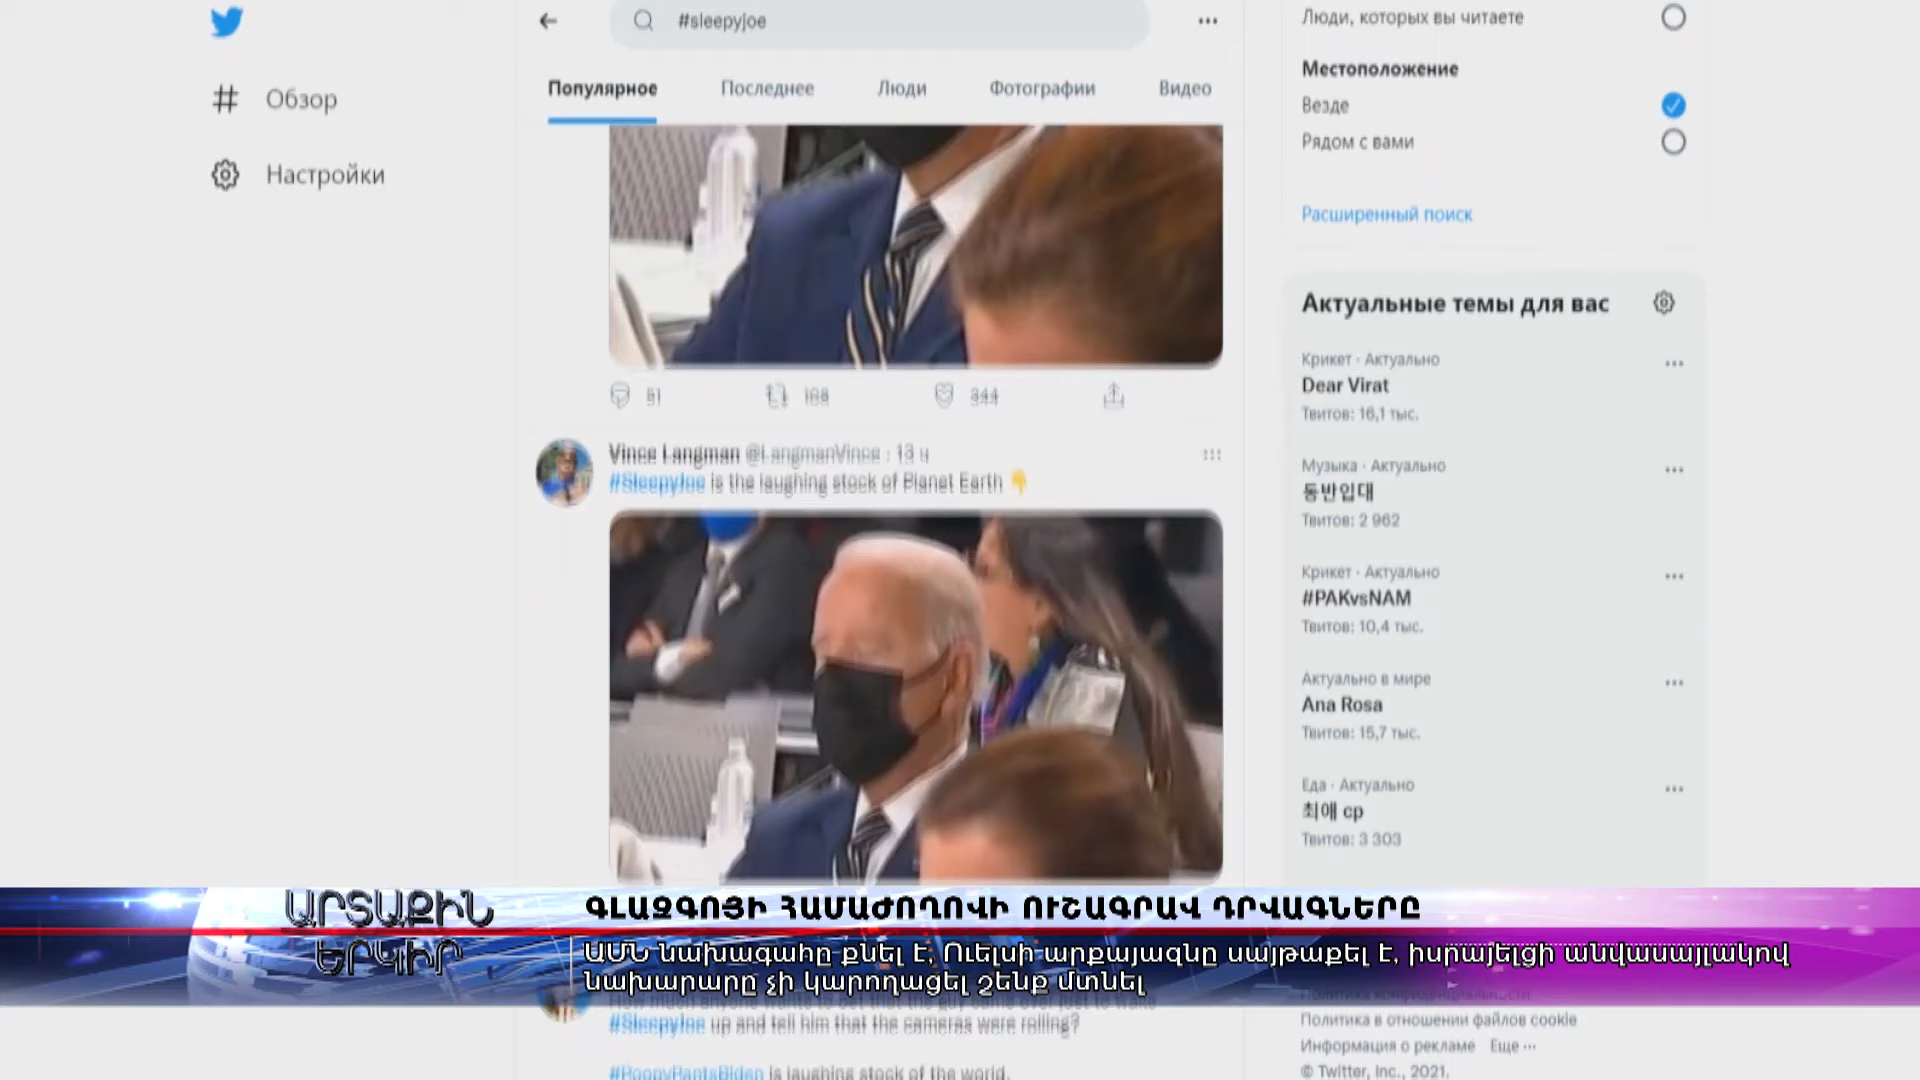 #sleepyjoe
Популярное
Последнее
Люди
Фотографии
Видео
Обзор
Настройки
51
108
344
Vince Langman @LangmanVince · 13 ч
#SleepyJoe is the laughing stock of Planet Earth 👇
Люди, которых вы читаете
Местоположение
Везде
Рядом с вами
Расширенный поиск
Актуальные темы для вас
Крикет · Актуально
Dear Virat
Твитов: 16,1 тыс.
Музыка · Актуально
동반입대
Твитов: 2 962
Крикет · Актуально
#PAKvsNAM
Твитов: 10,4 тыс.
Актуально в мире
Ana Rosa
Твитов: 15,7 тыс.
Еда · Актуально
최애 cp
Твитов: 3 303
ԱՐՏԱՔԻՆ
ԵՐԿԻՐ
ԳԼԱԶԳՈՅԻ ՀԱՄԱԺՈՂՈՎԻ ՈՒՇԱԳՐԱՎ ԴՐՎԱԳՆԵՐԸ
ԱՄՆ նախագահը քնել է, Ուելսի արքայազնը սայթաքել է, իսրայելցի անվասայլակով
նախարարը չի կարողացել շենք մտնել
#SleepyJoe up and tell him that the cameras were rolling?
#PoopyPantsBiden is laughing stock of the world.
Политика конфиденциальности
Политика в отношении файлов cookie
Информация о рекламе Еще ···
© Twitter, Inc., 2021.